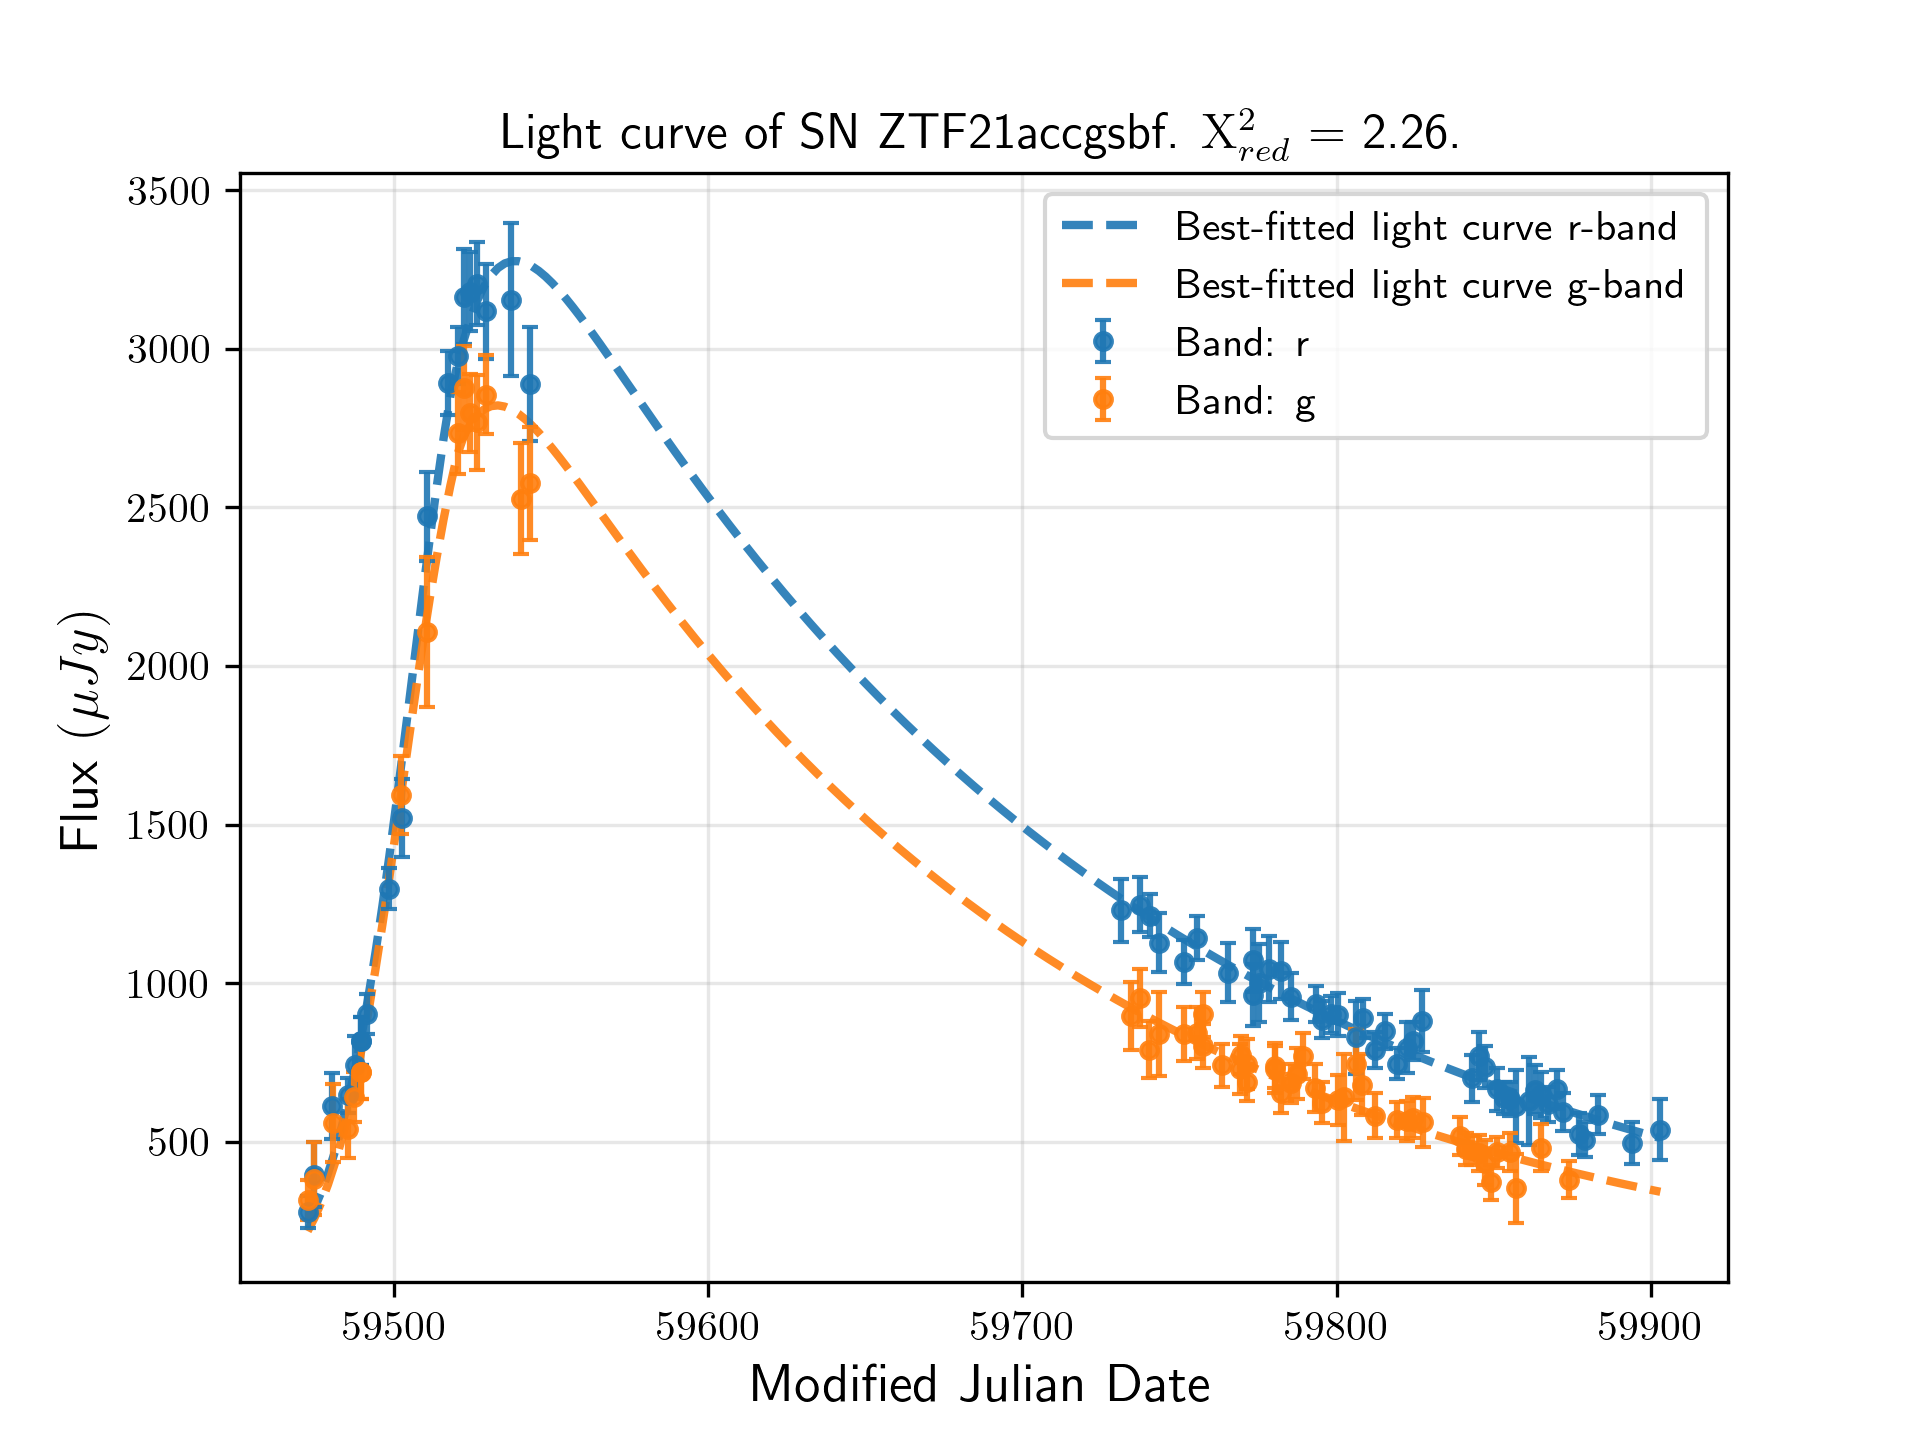 Light curve of SN ZTF21accgsbf. X²_red = 2.26.
3500
3000
2500
2000
1500
1000
500
Flux (μJy)
Best-fitted light curve r-band
Best-fitted light curve g-band
Band: r
Band: g
59500 59600 59700 59800 59900
Modified Julian Date